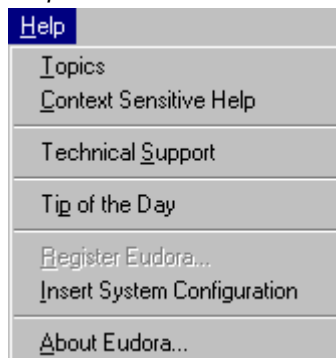 Help
Topics
Context Sensitive Help
Technical Support
Tip of the Day
Register Eudora...
Insert System Configuration
About Eudora...